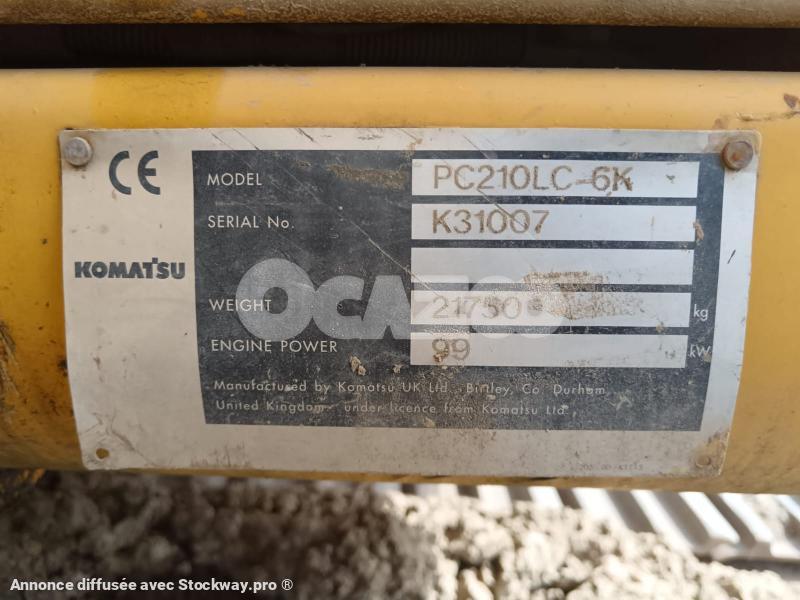 CE
KOMATSU
MODEL PC210LC-6K
SERIAL No. K31007
WEIGHT 21750 kg
ENGINE POWER 99 kW
Manufactured by Komatsu UK Ltd., Birtley, Co. Durham
United Kingdom under licence from Komatsu Ltd.
Annonce diffusée avec Stockway.pro ®